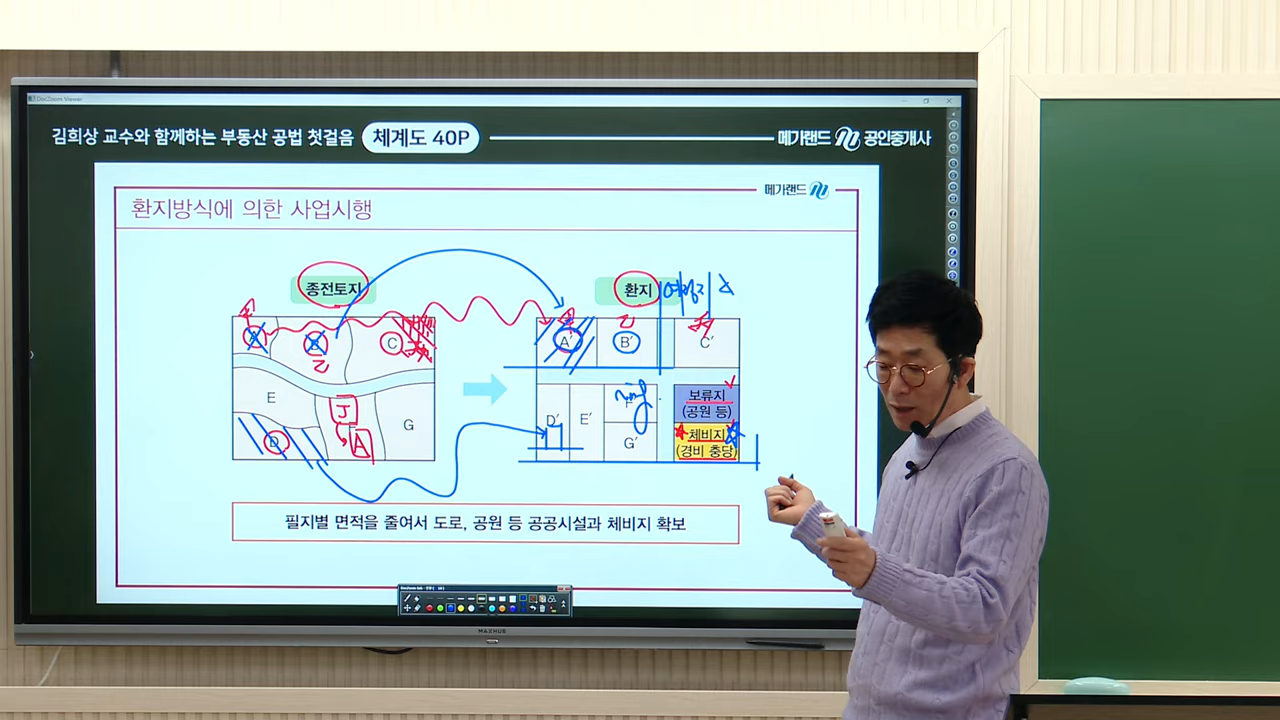 DocZoom Viewer
김희상 교수와 함께하는 부동산 공법 첫걸음 체계도 40P 메가랜드 공인중개사
메가랜드
환지방식에 의한 사업시행
종전토지
환지
C
E
G
D
J
A
A'
B'
C'
D'
E'
G'
보류지
(공원 등)
체비지
(경비 충당)
필지별 면적을 줄여서 도로, 공원 등 공공시설과 체비지 확보
MAXHUB